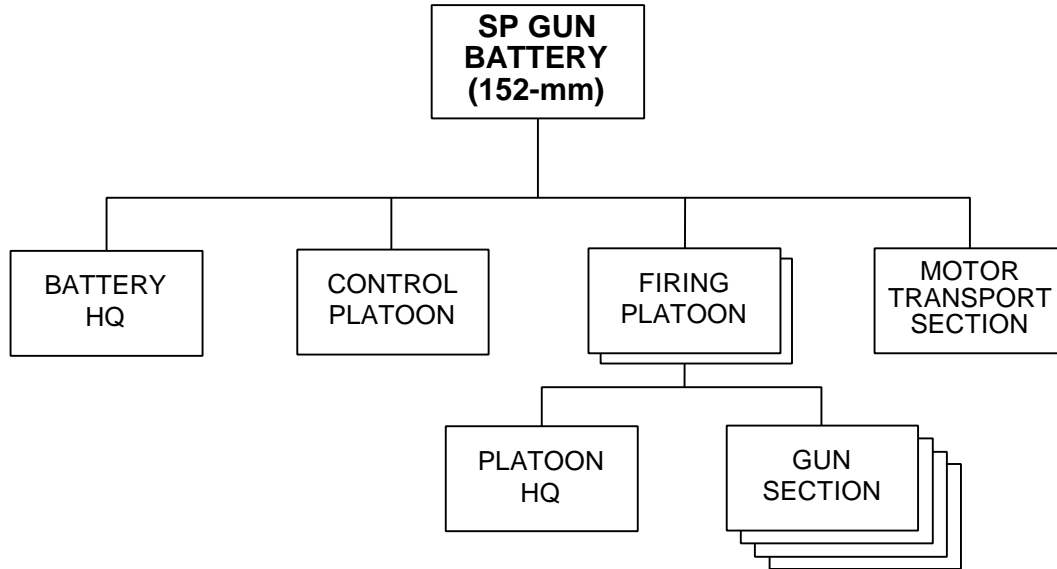 SP GUN
BATTERY
(152-mm)
BATTERY
HQ
CONTROL
PLATOON
FIRING
PLATOON
MOTOR
TRANSPORT
SECTION
PLATOON
HQ
GUN
SECTION